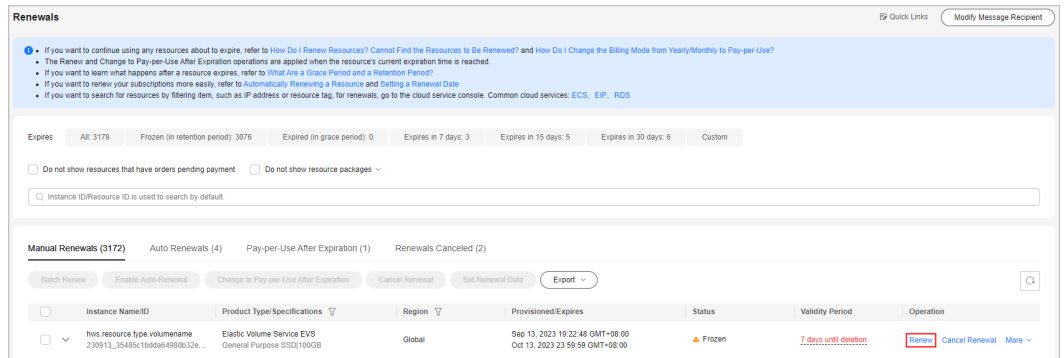 Renewals
Quick Links
Modify Message Recipient
If you want to continue using any resources about to expire, refer to How Do I Renew Resources? Cannot Find the Resources to Be Renewed? and How Do I Change the Billing Mode from Yearly/Monthly to Pay-per-Use?
The Renew and Change to Pay-per-Use After Expiration operations are applied when the resource's current expiration time is reached.
If you want to learn what happens after a resource expires, refer to What Are a Grace Period and a Retention Period?
If you want to renew your subscriptions more easily, refer to Automatically Renewing a Resource and Setting a Renewal Date
If you want to search for resources by filtering item, such as IP address or resource tag, for renewals, go to the cloud service console. Common cloud services: ECS、EIP、RDS
Expires All: 3179 Frozen (in retention period): 3076 Expired (in grace period): 0 Expires in 7 days: 3 Expires in 15 days: 5 Expires in 30 days: 6 Custom
Do not show resources that have orders pending payment Do not show resource packages
Instance ID/Resource ID is used to search by default.
Manual Renewals (3172) Auto Renewals (4) Pay-per-Use After Expiration (1) Renewals Canceled (2)
Batch Renew Enable Auto-Renewal Change to Pay-per-Use After Expiration Cancel Renewal Set Renewal Date Export
Instance Name/ID Product Type/Specifications Region Provisioned/Expires Status Validity Period Operation
hws.resource.type.volumename Elastic Volume Service EVS Global Sep 13, 2023 19:22:48 GMT+08:00 Frozen 7 days until deletion Renew Cancel Renewal More
230913_35485c1bdda64980b32e... General Purpose SSD|100GB Oct 13, 2023 23:59:59 GMT+08:00